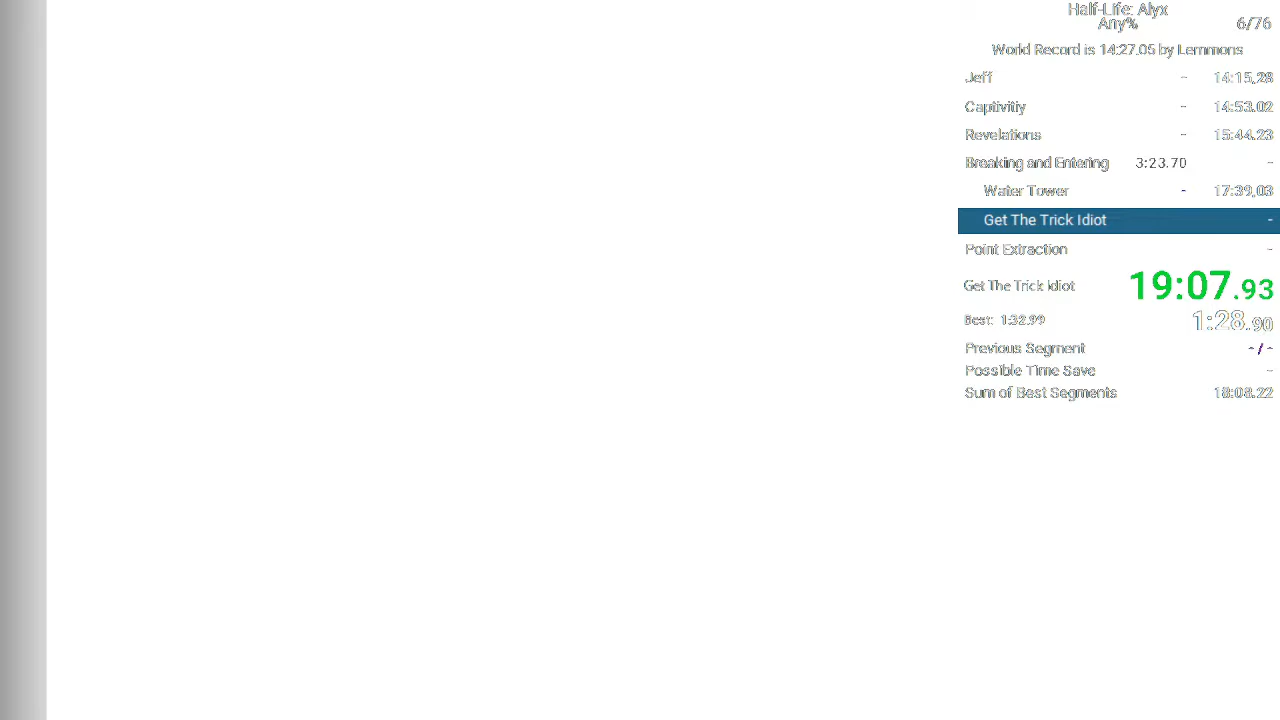 Half-Life: Alyx
Any% 6/76
World Record is 14:27.05 by Lemmons
Jeff - 14:15.28
Captivitiy - 14:53.02
Revelations - 15:44.23
Breaking and Entering 3:23.70 -
Water Tower - 17:39.03
Get The Trick Idiot -
Point Extraction -
Get The Trick Idiot 19:07.93
Best: 1:32.99 1:28.90
Previous Segment - / -
Possible Time Save -
Sum of Best Segments 18:08.22